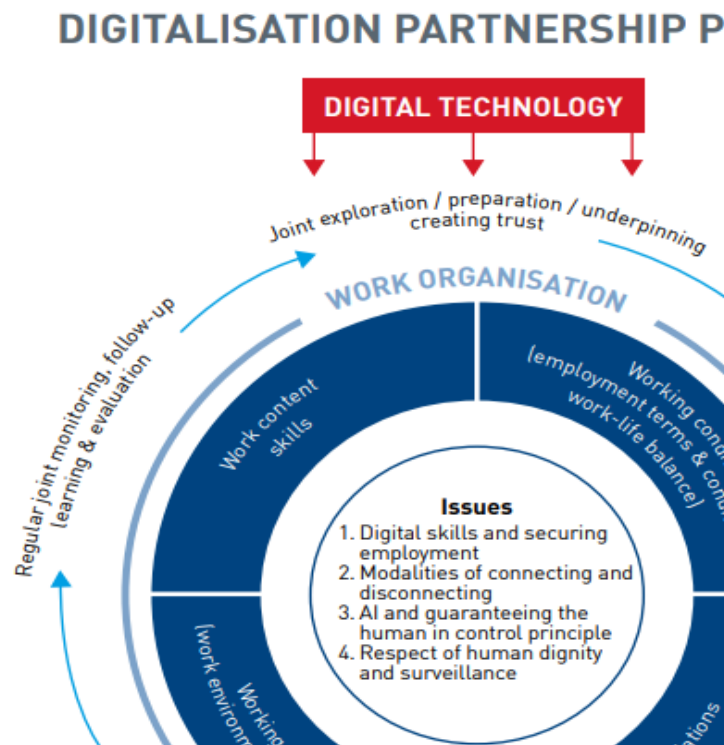 DIGITALISATION PARTNERSHIP P
DIGITAL TECHNOLOGY
Joint exploration / preparation / underpinning
creating trust
WORK ORGANISATION
Regular joint monitoring, follow-up
learning & evaluation
Work content
skills
Working cond
(employment terms & cond
work-life balance)
Issues
1. Digital skills and securing
employment
2. Modalities of connecting and
disconnecting
3. AI and guaranteeing the
human in control principle
4. Respect of human dignity
and surveillance
Working
(work environm
ations